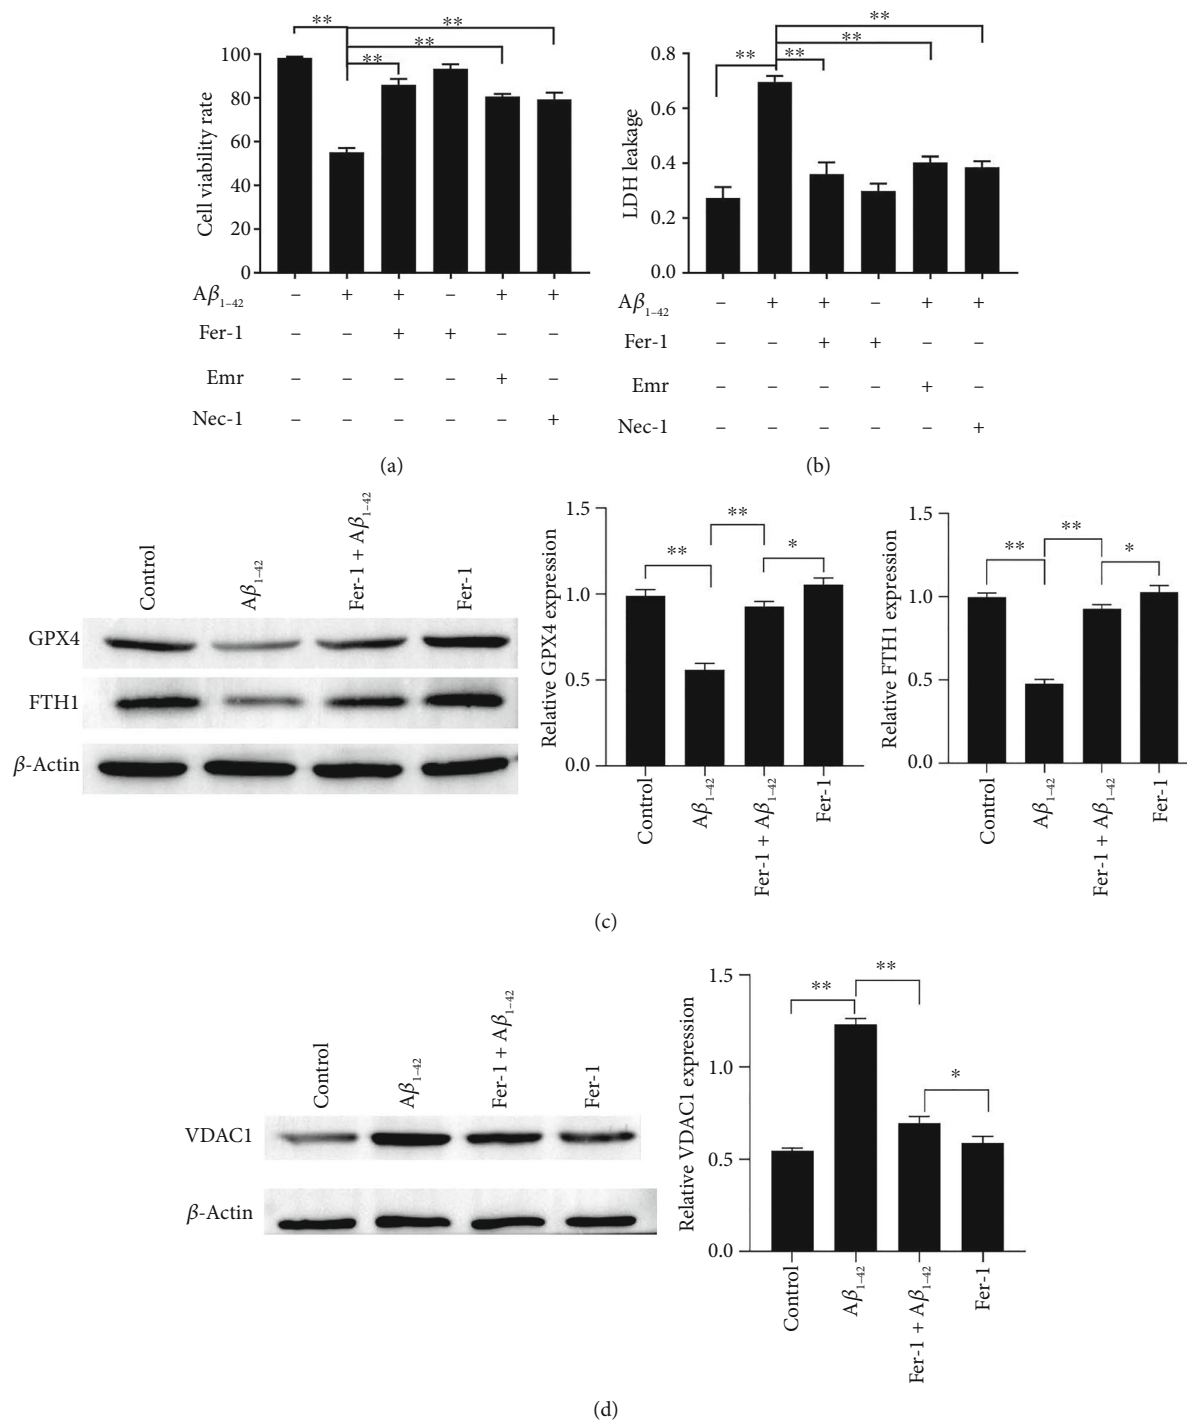 ** ** ** **
100
80
60
40
20
0
Cell viability rate
Aβ1–42 – + + – + +
Fer-1 – – + + – –
Emr – – – – + –
Nec-1 – – – – – +
(a)
** ** ** **
0.8
0.6
0.4
0.2
0.0
LDH leakage
Aβ1–42 – + + – + +
Fer-1 – – + + – –
Emr – – – – + –
Nec-1 – – – – – +
(b)
Control
Aβ1–42
Fer-1 + Aβ1–42
Fer-1
GPX4
FTH1
β-Actin
1.5
1.0
0.5
0.0
Relative GPX4 expression
** ** *
Control
Aβ1–42
Fer-1 + Aβ1–42
Fer-1
1.5
1.0
0.5
0.0
Relative FTH1 expression
** ** *
Control
Aβ1–42
Fer-1 + Aβ1–42
Fer-1
(c)
Control
Aβ1–42
Fer-1 + Aβ1–42
Fer-1
VDAC1
β-Actin
1.5
1.0
0.5
0.0
Relative VDAC1 expression
** ** *
Control
Aβ1–42
Fer-1 + Aβ1–42
Fer-1
(d)